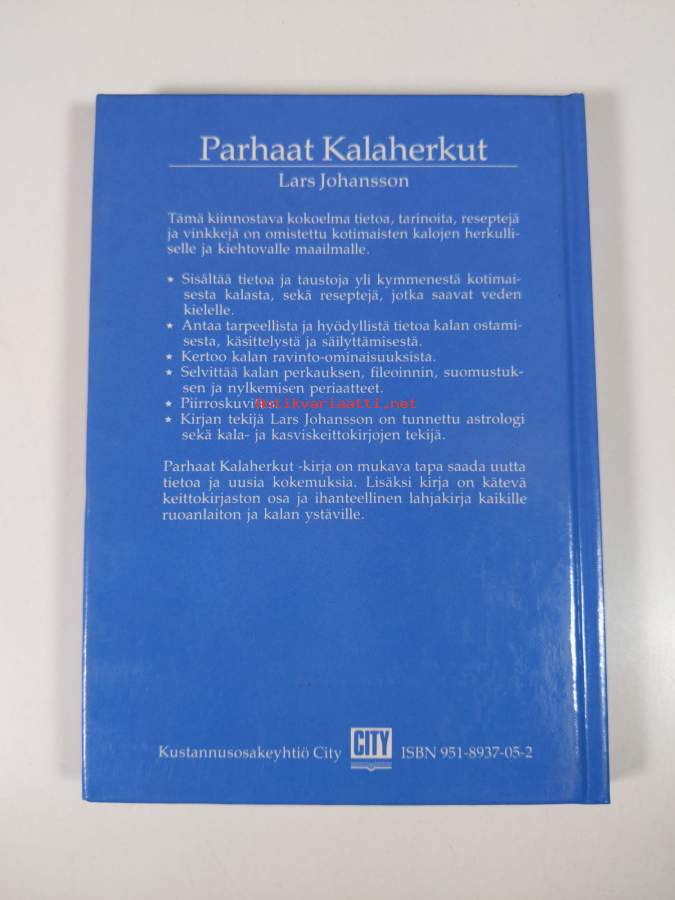 Parhaat Kalaherkut
Lars Johansson
Tämä kiinnostava kokoelma tietoa, tarinoita, reseptejä
ja vinkkejä on omistettu kotimaisten kalojen herkulli-
selle ja kiehtovalle maailmalle.
★ Sisältää tietoa ja taustoja yli kymmenestä kotimai-
sesta kalasta, sekä reseptejä, jotka saavat veden
kielelle.
★ Antaa tarpeellista ja hyödyllistä tietoa kalan ostami-
sesta, käsittelystä ja säilyttämisestä.
★ Kertoo kalan ravinto-ominaisuuksista.
★ Selvittää kalan perkauksen, fileoinnin, suomustuk-
sen ja nylkemisen periaatteet.
★ Piirroskuvitus.
antikvariaatti.net
★ Kirjan tekijä Lars Johansson on tunnettu astrologi
sekä kala- ja kasviskeittokirjojen tekijä.
Parhaat Kalaherkut -kirja on mukava tapa saada uutta
tietoa ja uusia kokemuksia. Lisäksi kirja on kätevä
keittokirjaston osa ja ihanteellinen lahjakirja kaikille
ruoanlaiton ja kalan ystäville.
Kustannusosakeyhtiö City CITY ISBN 951-8937-05-2